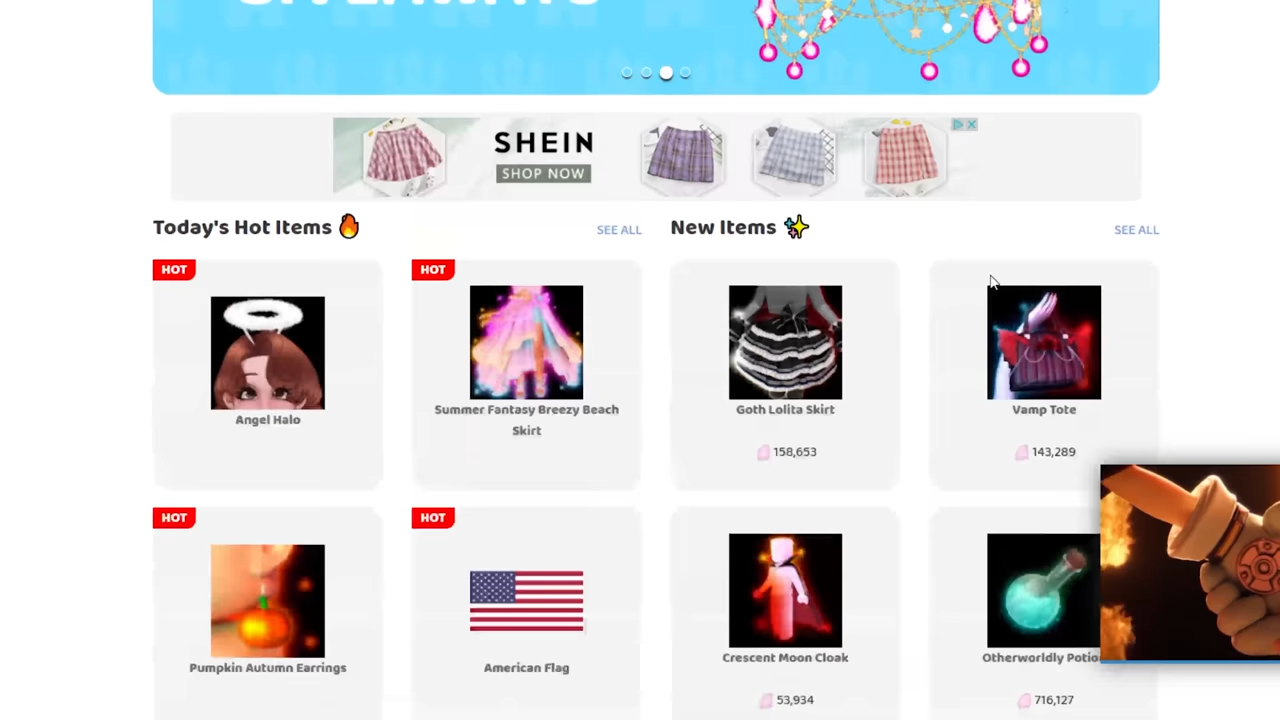 SHEIN
SHOP NOW
Today's Hot Items
SEE ALL
New Items
SEE ALL
HOT
Angel Halo
HOT
Summer Fantasy Breezy Beach
Skirt
Goth Lolita Skirt
158,653
Vamp Tote
143,289
HOT
Pumpkin Autumn Earrings
HOT
American Flag
Crescent Moon Cloak
53,934
Otherworldly Potio
716,127